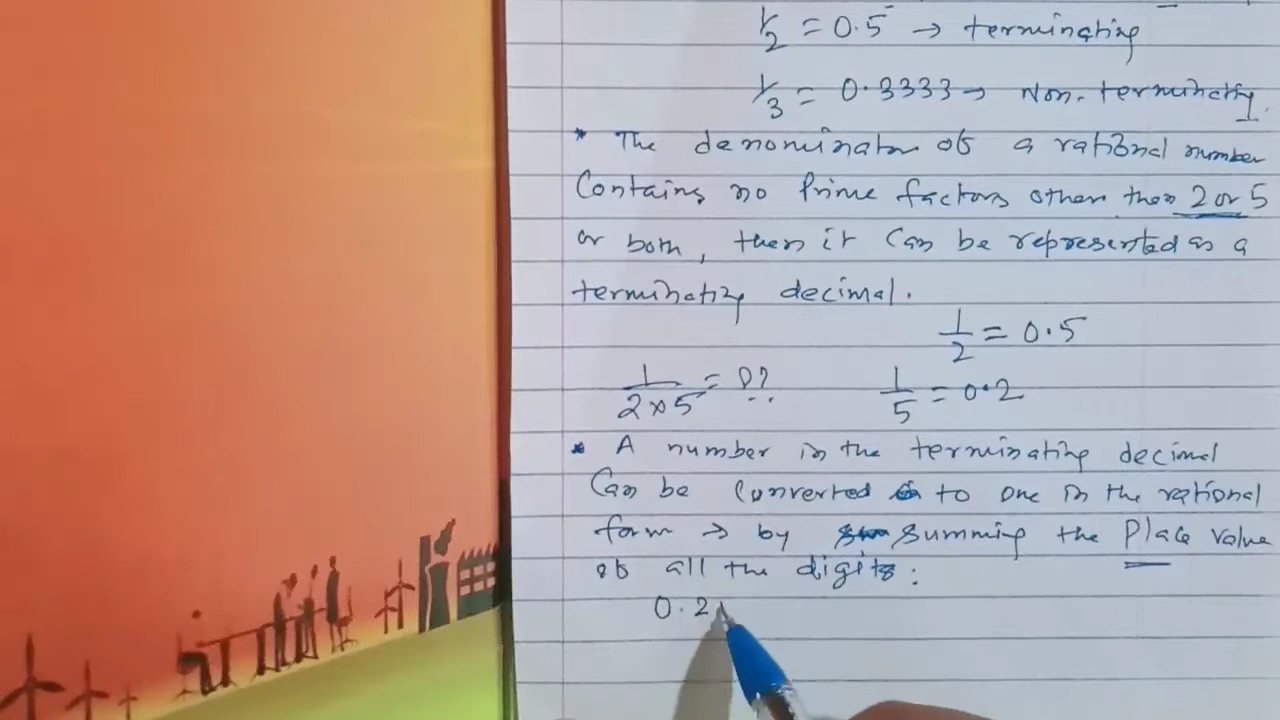 1/2 = 0.5 → terminating
1/3 = 0.3333 → Non-terminating.
* The denominator of a rational number
Contains no Prime factors other than 2 or 5
or both, then it Can be represented as a
terminating decimal.
1/2 = 0.5
1/(2×5) = ?? 1/5 = 0.2
* A number in the terminating decimal
Can be Converted to one in the rational
form → by summing the Place value
of all the digits:
0.2